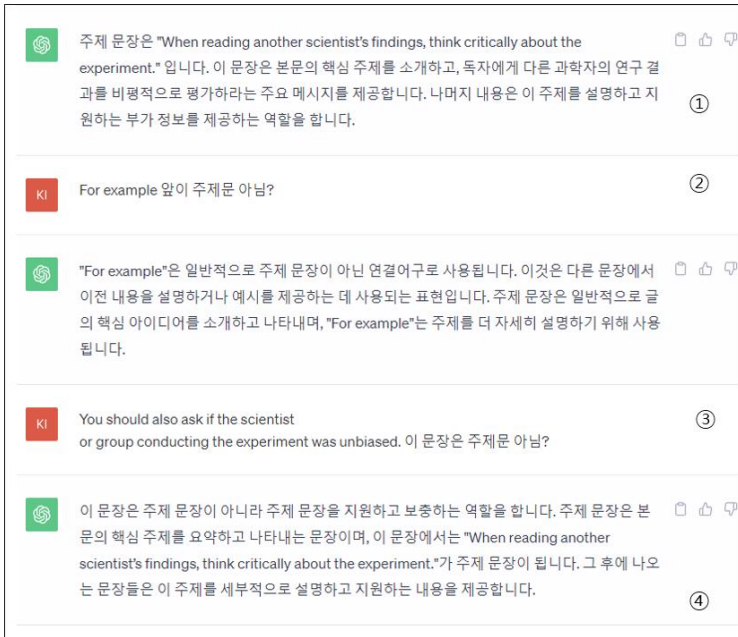 주제 문장은 "When reading another scientist's findings, think critically about the
experiment." 입니다. 이 문장은 본문의 핵심 주제를 소개하고, 독자에게 다른 과학자의 연구 결
과를 비평적으로 평가하라는 주요 메시지를 제공합니다. 나머지 내용은 이 주제를 설명하고 지
원하는 부가 정보를 제공하는 역할을 합니다.
①
KI
For example 앞이 주제문 아님?
②
"For example"은 일반적으로 주제 문장이 아닌 연결어구로 사용됩니다. 이것은 다른 문장에서
이전 내용을 설명하거나 예시를 제공하는 데 사용되는 표현입니다. 주제 문장은 일반적으로 글
의 핵심 아이디어를 소개하고 나타내며, "For example"는 주제를 더 자세히 설명하기 위해 사용
됩니다.
KI
You should also ask if the scientist
③
or group conducting the experiment was unbiased. 이 문장은 주제문 아님?
이 문장은 주제 문장이 아니라 주제 문장을 지원하고 보충하는 역할을 합니다. 주제 문장은 본
문의 핵심 주제를 요약하고 나타내는 문장이며, 이 문장에서는 "When reading another
scientist's findings, think critically about the experiment."가 주제 문장이 됩니다. 그 후에 나오
는 문장들은 이 주제를 세부적으로 설명하고 지원하는 내용을 제공합니다.
④